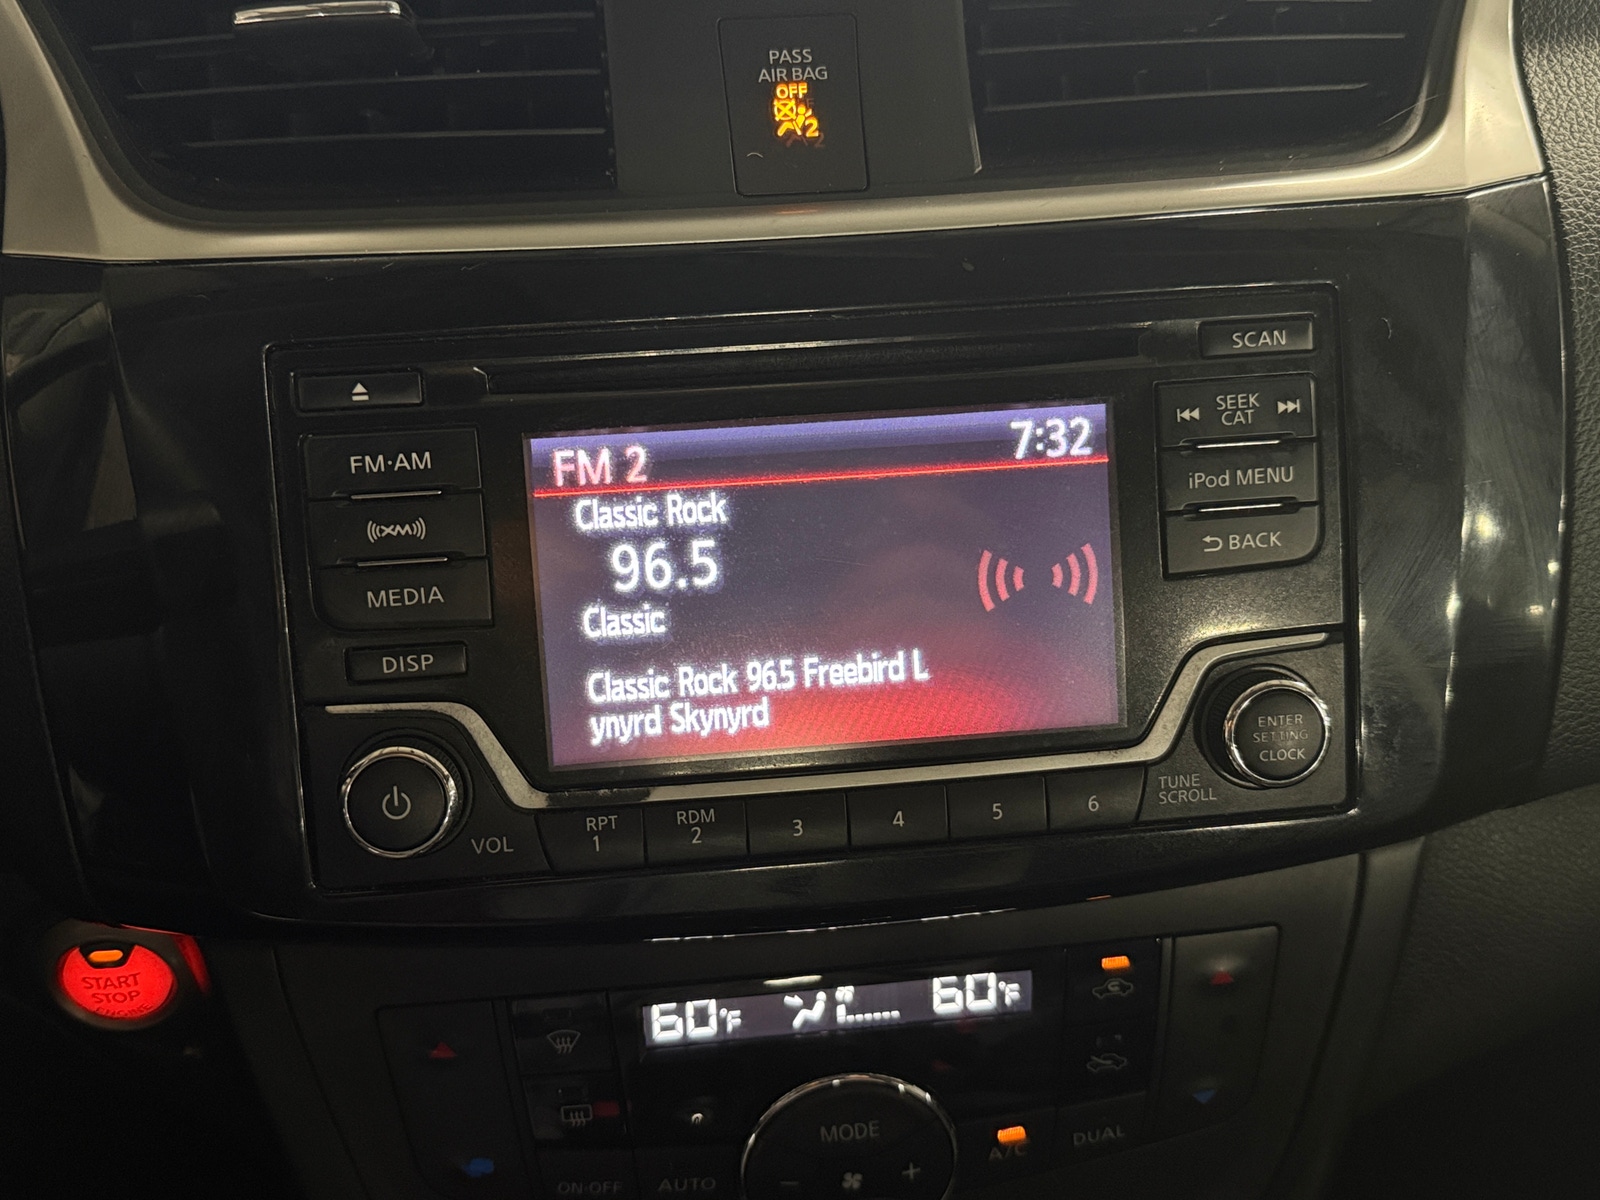 PASS
AIR BAG
OFF
2
SCAN
SEEK
CAT
FM·AM
iPod MENU
((XM))
BACK
MEDIA
DISP
FM 2
7:32
Classic Rock
96.5
Classic
Classic Rock 96.5 Freebird L
ynyrd Skynyrd
ENTER
SETTING
CLOCK
TUNE
SCROLL
VOL
RPT
1
RDM
2
3
4
5
6
START
STOP
ENGINE
60°F
60°F
MODE
A/C
DUAL
ON·OFF
AUTO
- +